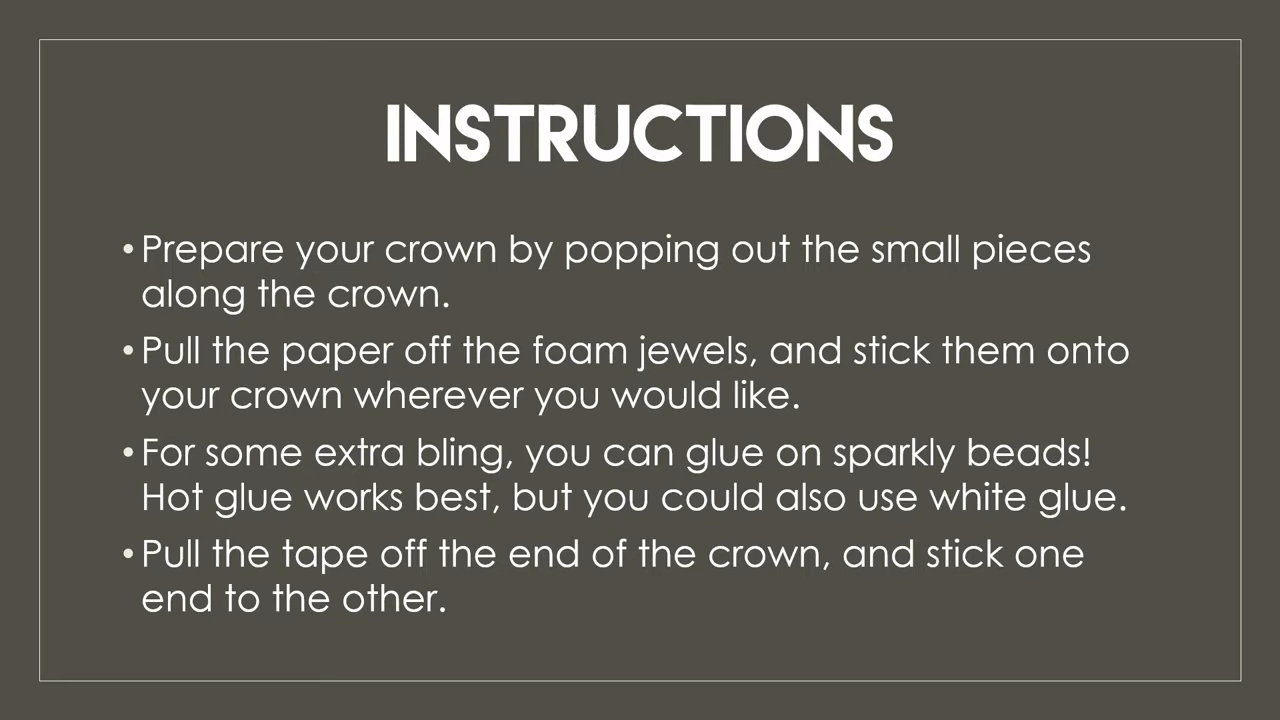 INSTRUCTIONS
• Prepare your crown by popping out the small pieces
along the crown.
• Pull the paper off the foam jewels, and stick them onto
your crown wherever you would like.
• For some extra bling, you can glue on sparkly beads!
Hot glue works best, but you could also use white glue.
• Pull the tape off the end of the crown, and stick one
end to the other.